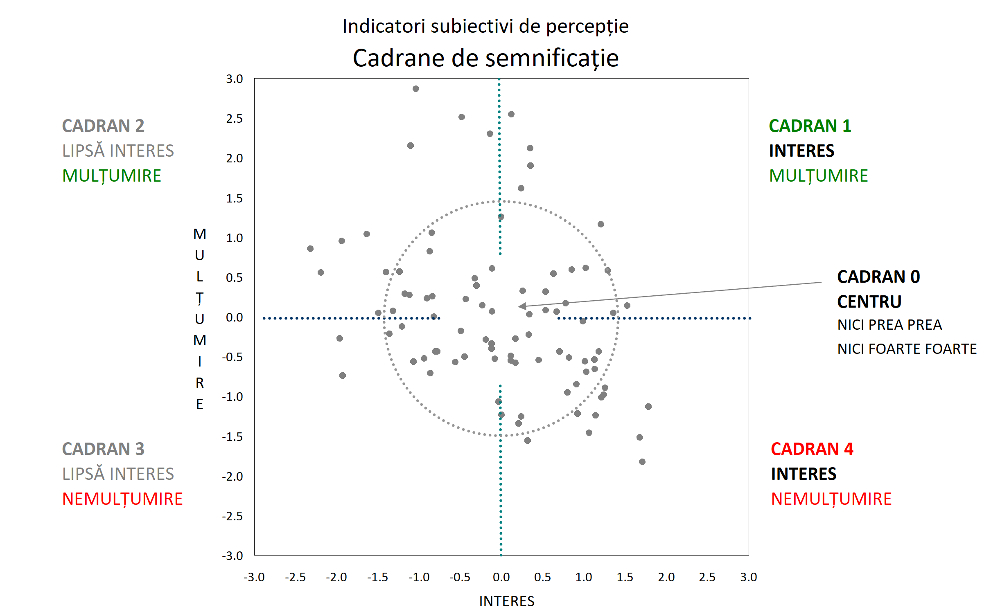 Indicatori subiectivi de percepție
Cadrane de semnificație
CADRAN 2
LIPSĂ INTERES
MULȚUMIRE
CADRAN 1
INTERES
MULȚUMIRE
CADRAN 0
CENTRU
NICI PREA PREA
NICI FOARTE FOARTE
CADRAN 3
LIPSĂ INTERES
NEMULȚUMIRE
CADRAN 4
INTERES
NEMULȚUMIRE
MULȚUMIRE
3.0
2.5
2.0
1.5
1.0
0.5
0.0
-0.5
-1.0
-1.5
-2.0
-2.5
-3.0
-3.0 -2.5 -2.0 -1.5 -1.0 -0.5 0.0 0.5 1.0 1.5 2.0 2.5 3.0
INTERES